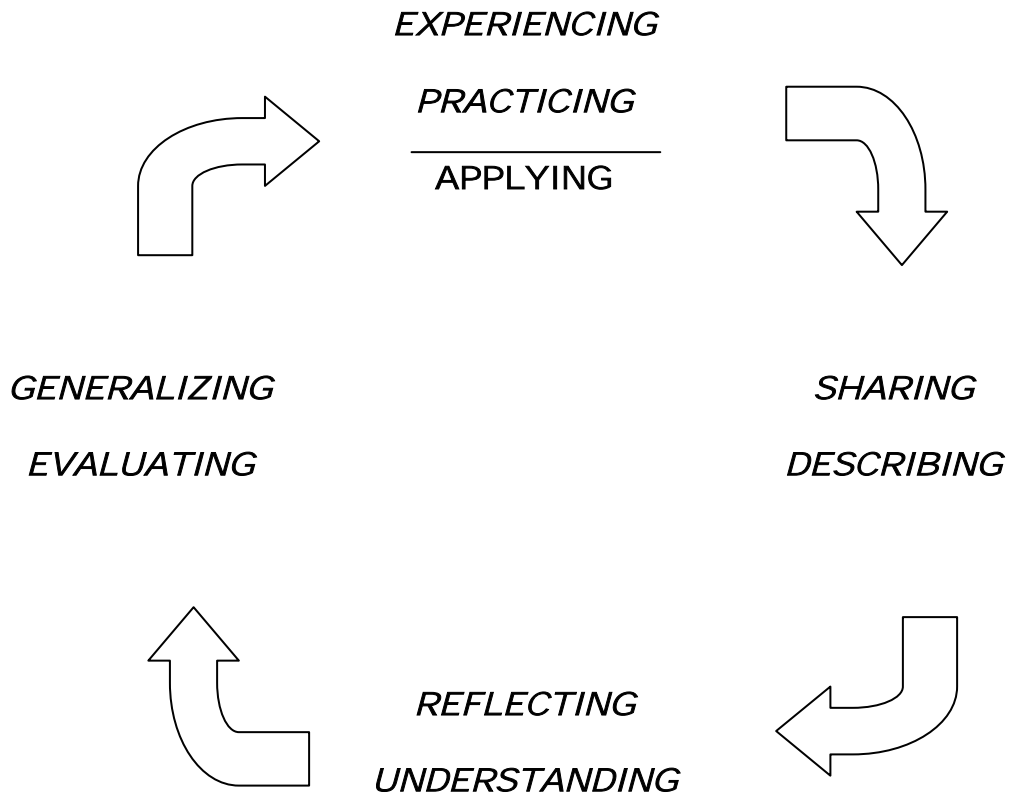 EXPERIENCING
PRACTICING
APPLYING
GENERALIZING
SHARING
EVALUATING
DESCRIBING
REFLECTING
UNDERSTANDING